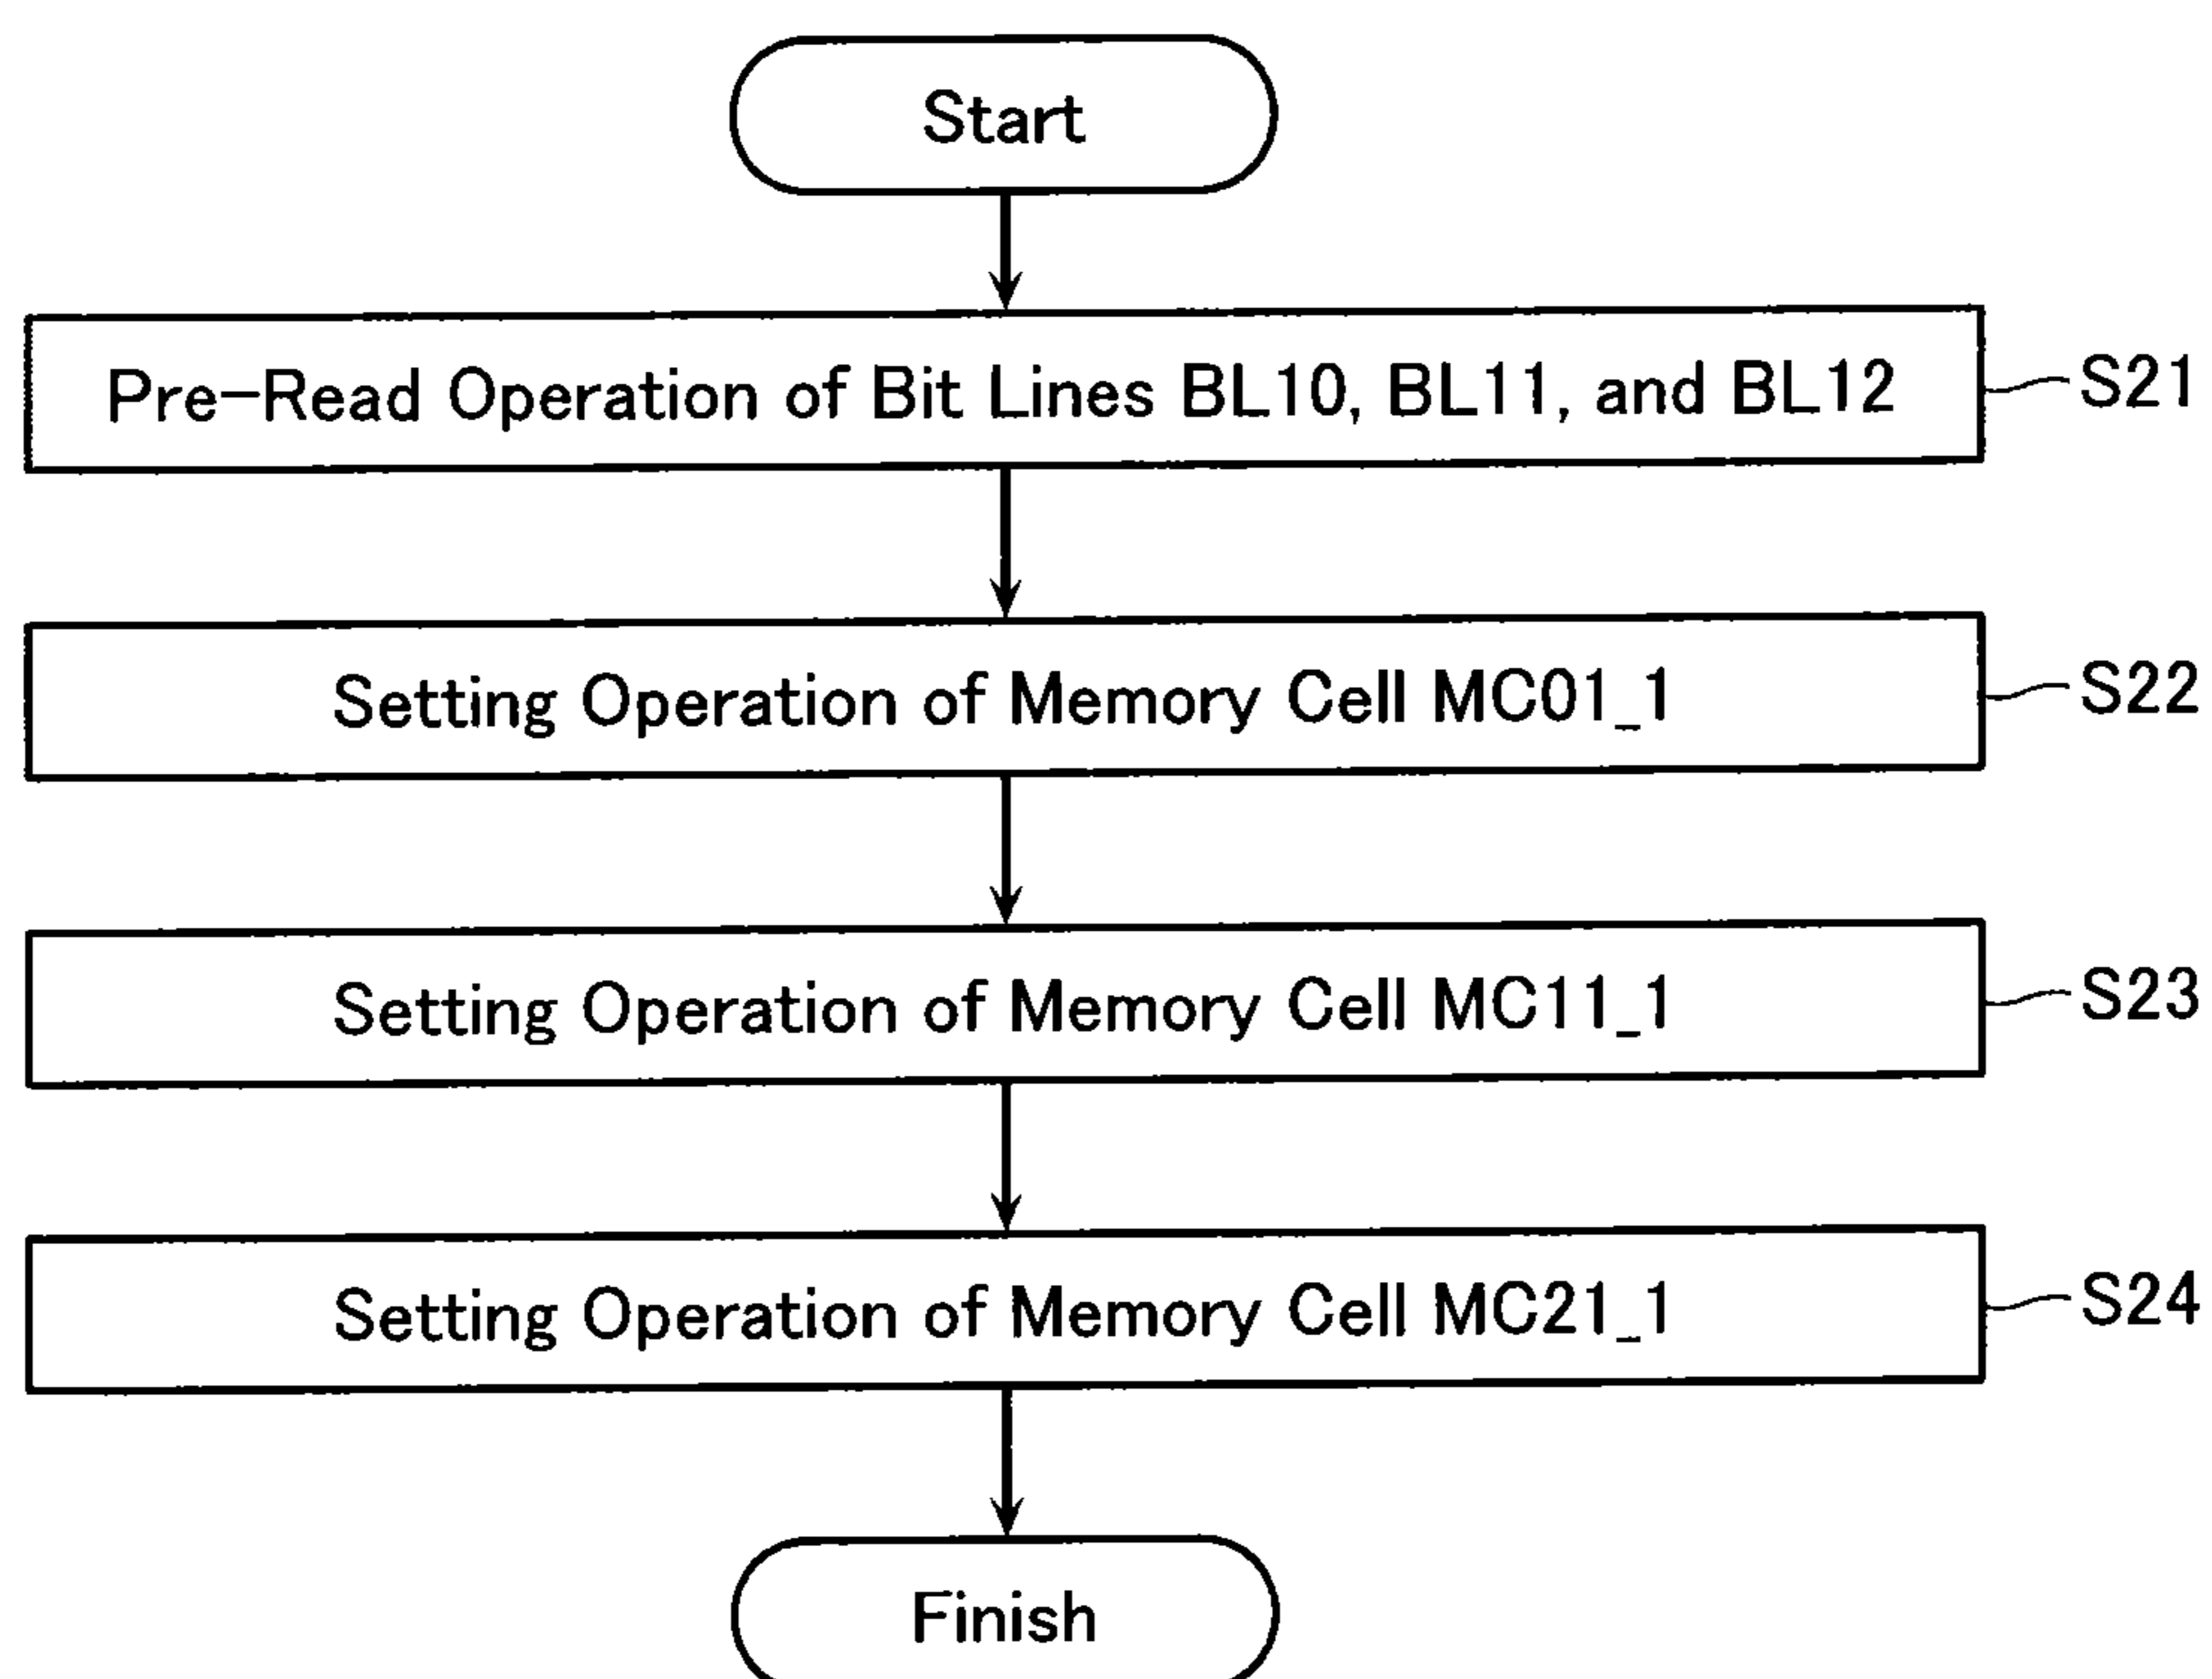 Start
Pre-Read Operation of Bit Lines BL10, BL11, and BL12
S21
Setting Operation of Memory Cell MC01_1
S22
Setting Operation of Memory Cell MC11_1
S23
Setting Operation of Memory Cell MC21_1
S24
Finish